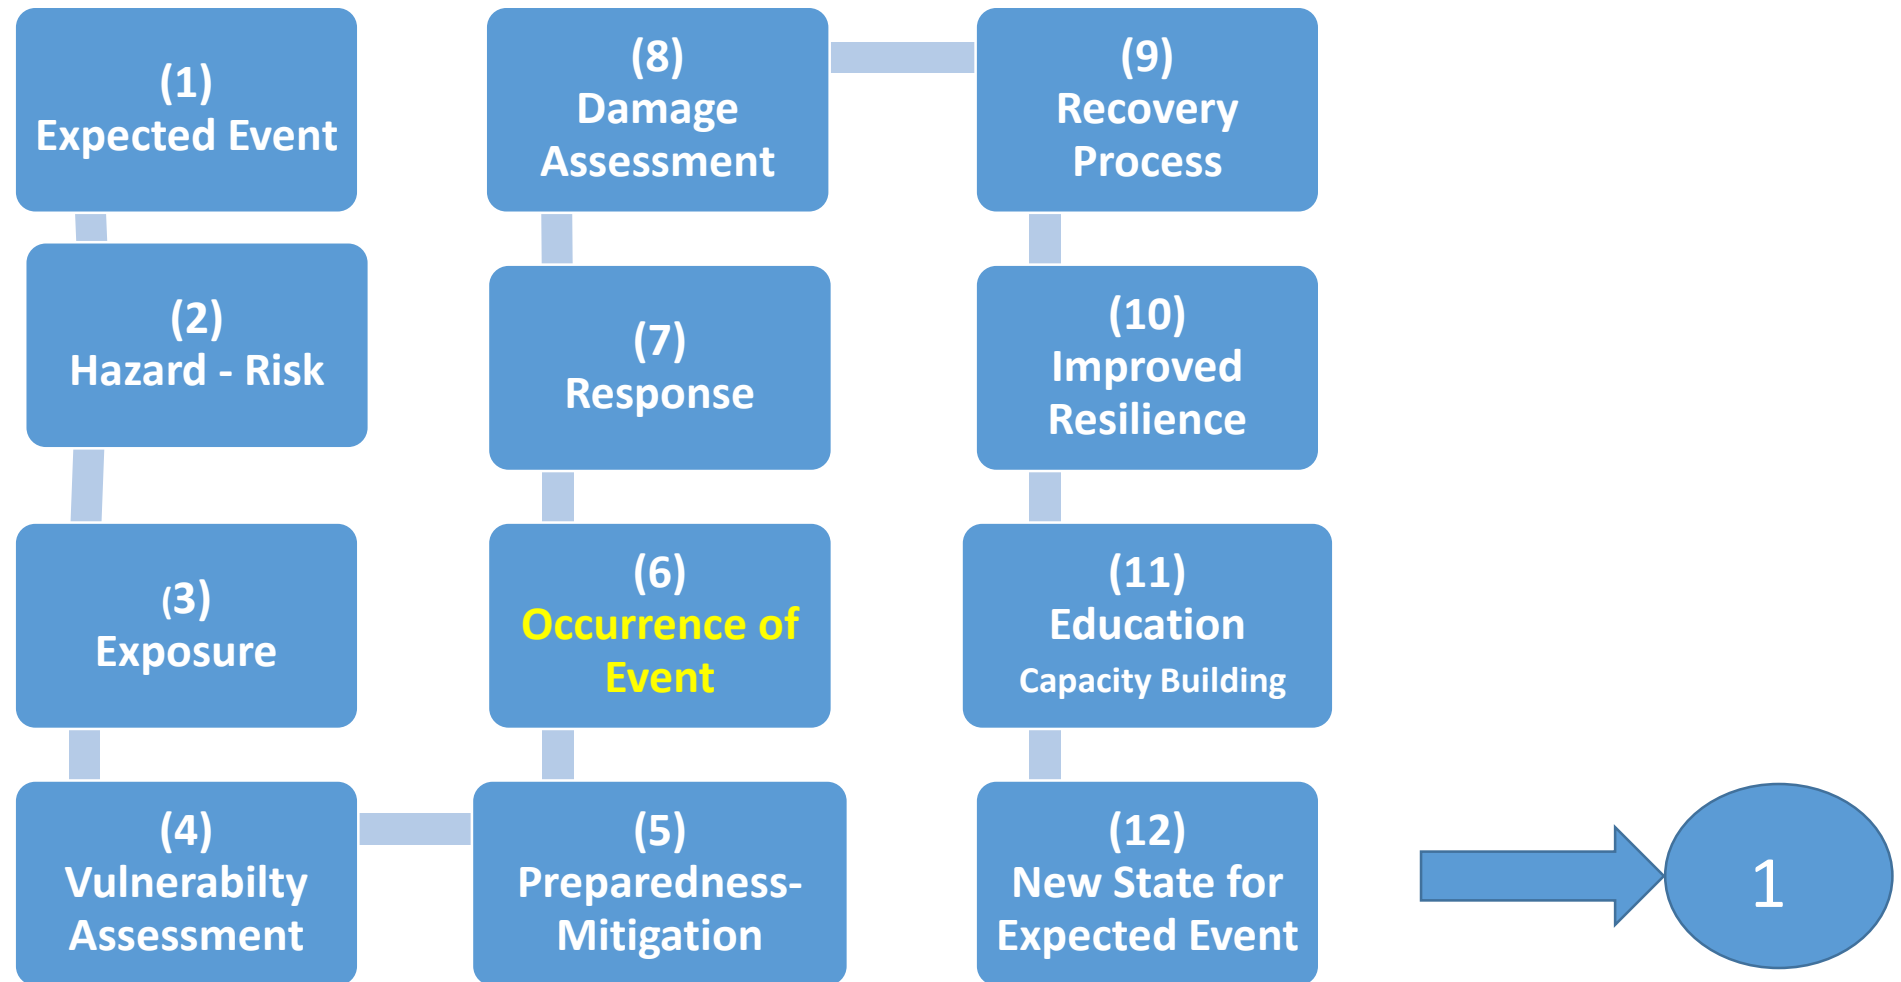 (1)
Expected Event
(2)
Hazard - Risk
(3)
Exposure
(4)
Vulnerabilty
Assessment
(5)
Preparedness-
Mitigation
(6)
Occurrence of
Event
(7)
Response
(8)
Damage
Assessment
(9)
Recovery
Process
(10)
Improved
Resilience
(11)
Education
Capacity Building
(12)
New State for
Expected Event
1